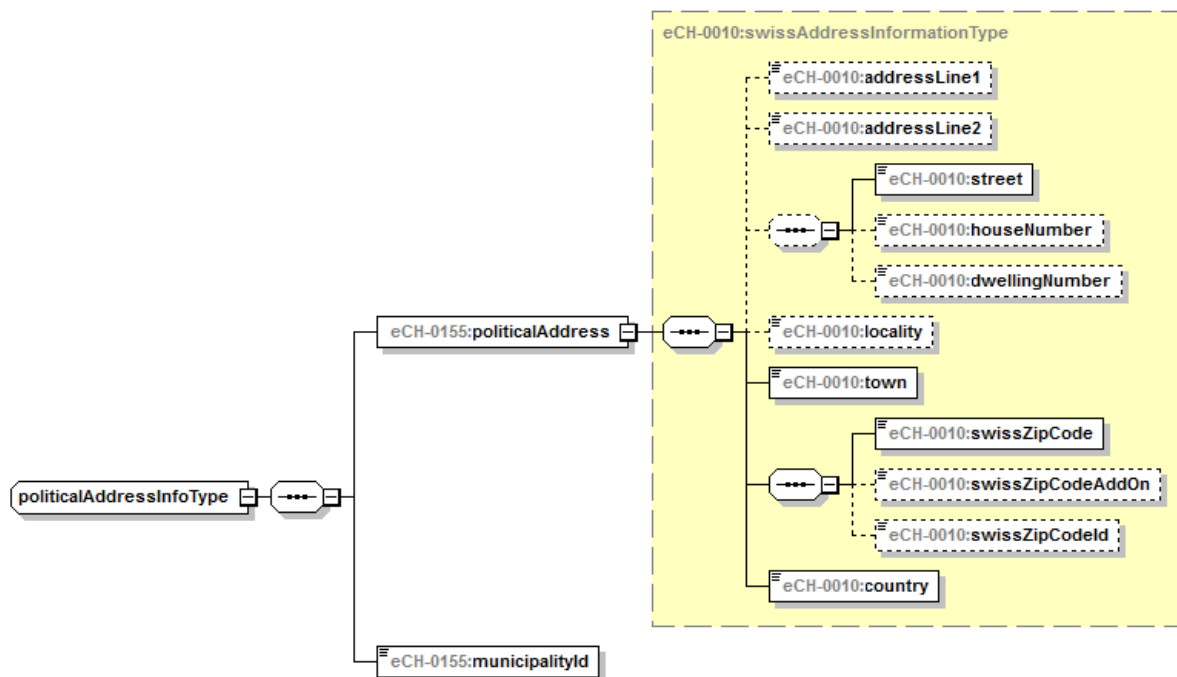 eCH-0010:swissAddressInformationType
eCH-0010:addressLine1
eCH-0010:addressLine2
eCH-0010:street
eCH-0010:houseNumber
eCH-0010:dwellingNumber
eCH-0155:politicalAddress
eCH-0010:locality
eCH-0010:town
eCH-0010:swissZipCode
eCH-0010:swissZipCodeAddOn
eCH-0010:swissZipCodeId
eCH-0010:country
politicalAddressInfoType
eCH-0155:municipalityId